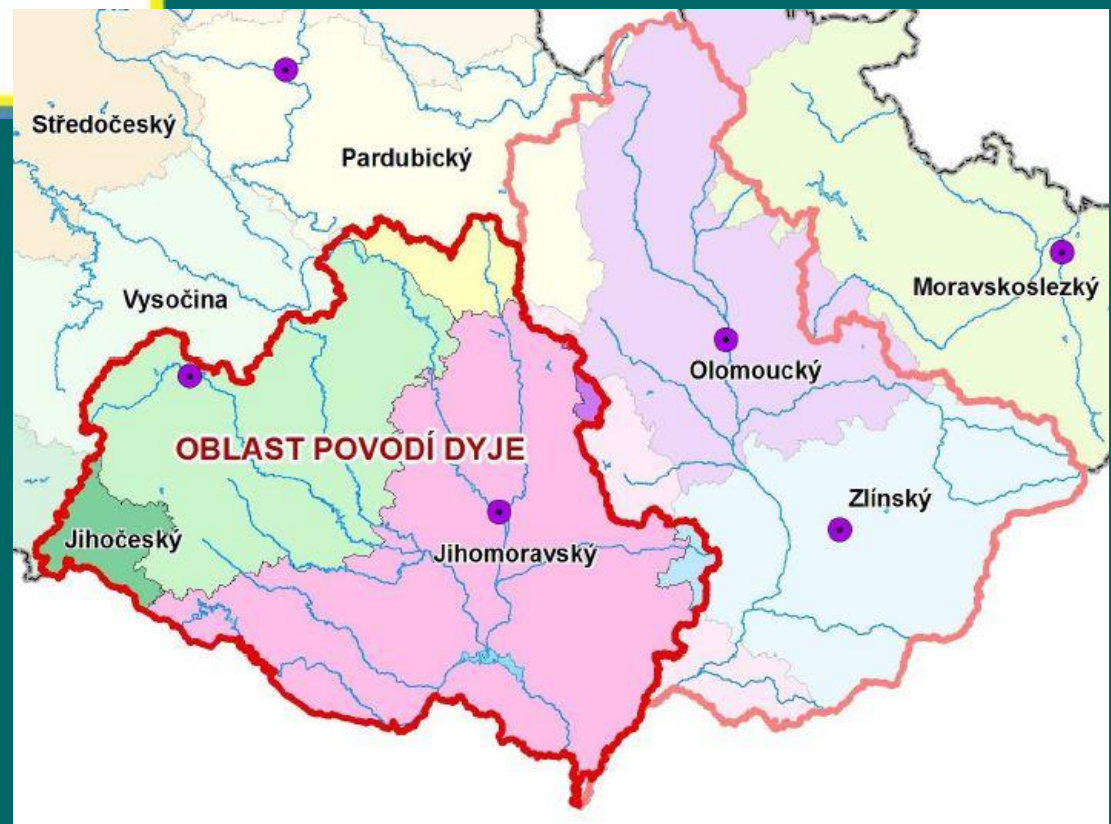 Středočeský
Pardubický
Vysočina
Moravskoslezký
Olomoucký
OBLAST POVODÍ DYJE
Zlínský
Jihočeský
Jihomoravský